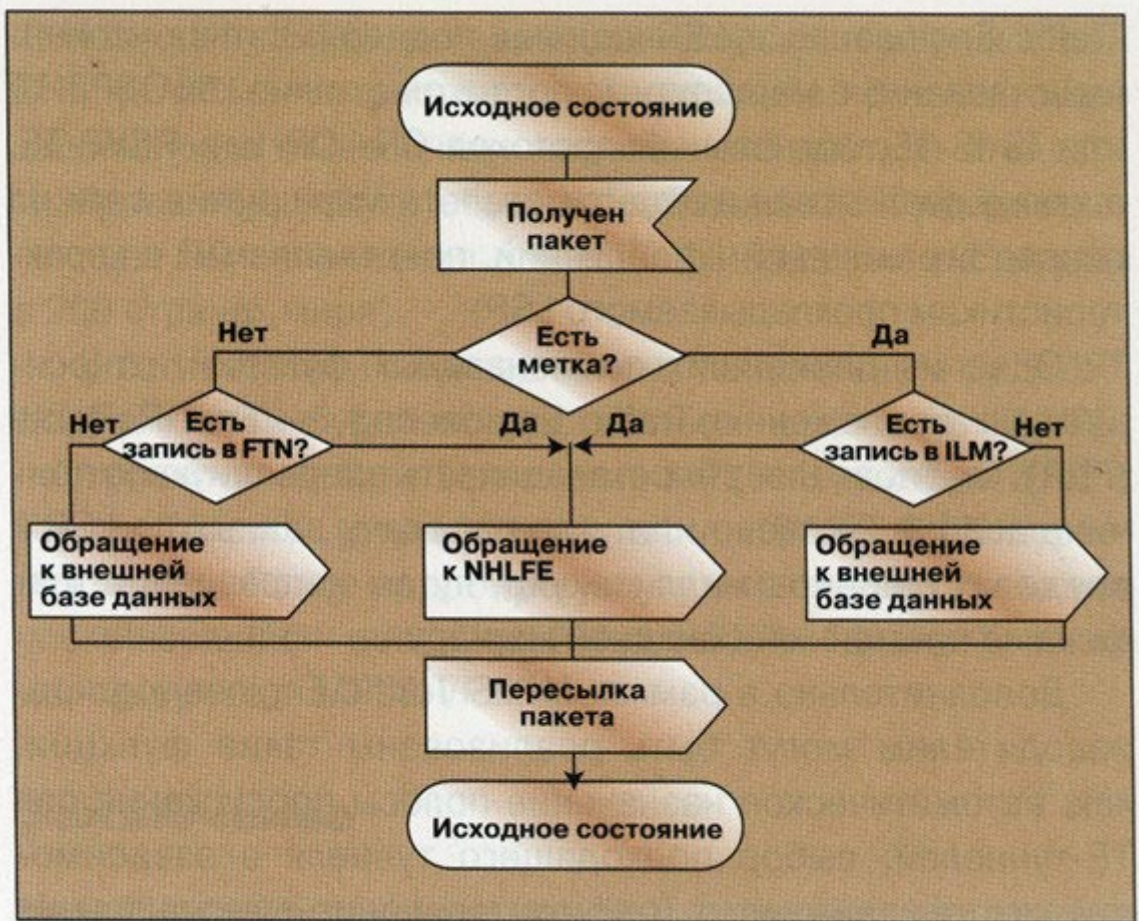 Исходное состояние
Получен
пакет
Нет
Есть
метка?
Да
Нет
Есть
запись в FTN?
Да
Да
Есть
запись в ILM?
Нет
Обращение
к внешней
базе данных
Обращение
к NHLFE
Обращение
к внешней
базе данных
Пересылка
пакета
Исходное состояние